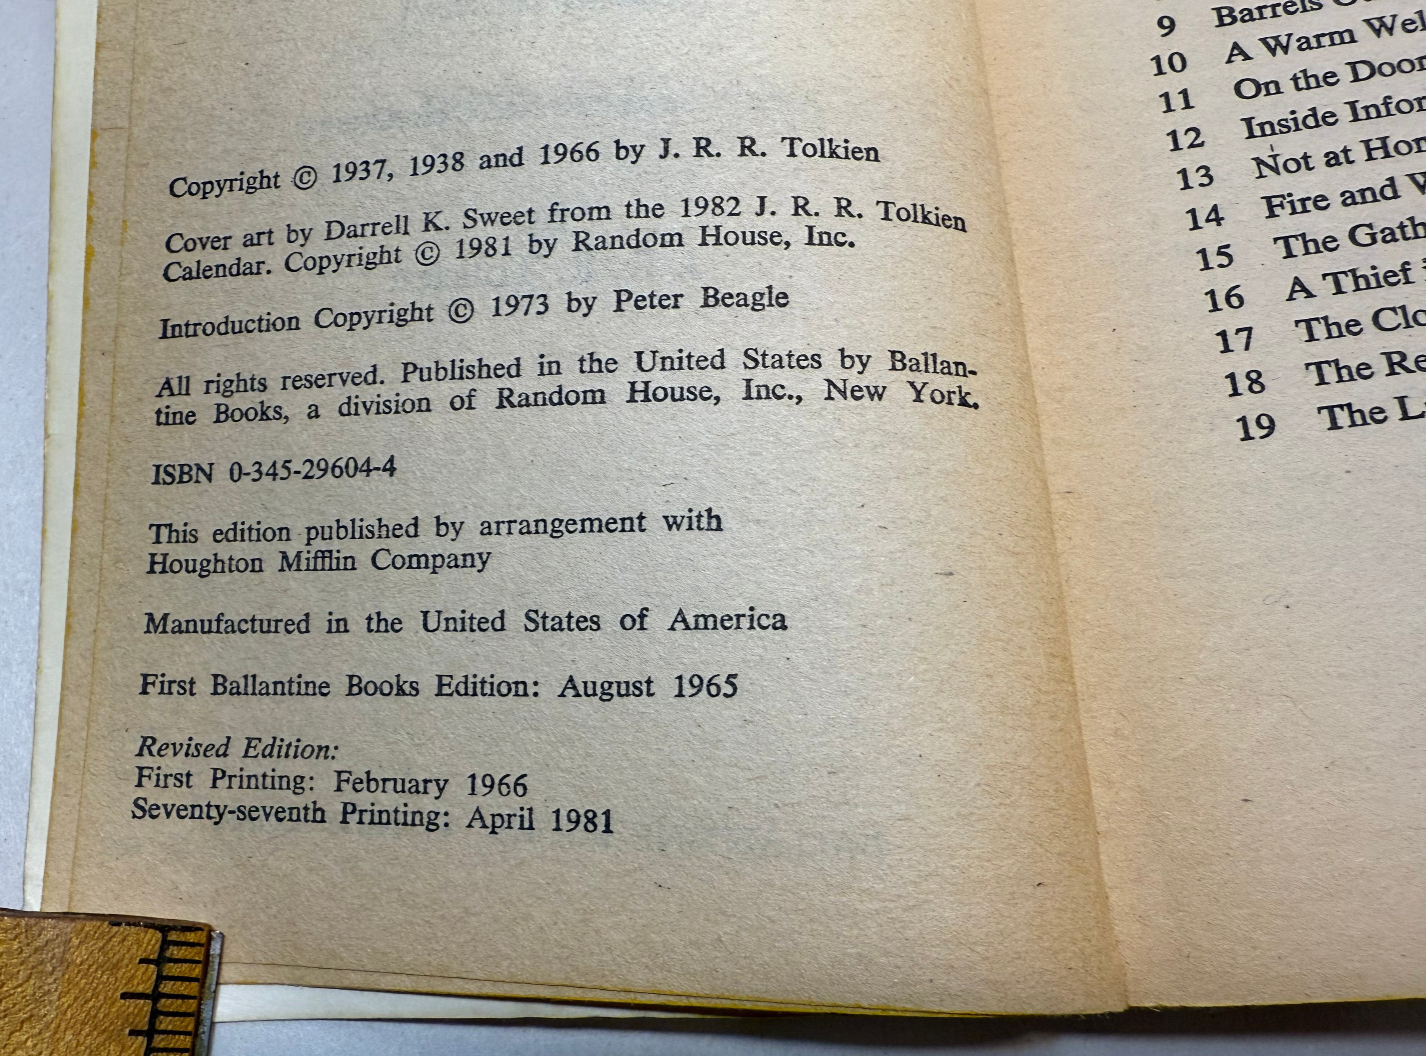 Copyright © 1937, 1938 and 1966 by J. R. R. Tolkien
Cover art by Darrell K. Sweet from the 1982 J. R. R. Tolkien
Calendar. Copyright © 1981 by Random House, Inc.
Introduction Copyright © 1973 by Peter Beagle
All rights reserved. Published in the United States by Ballan-
tine Books, a division of Random House, Inc., New York.
ISBN 0-345-29604-4
This edition published by arrangement with
Houghton Mifflin Company
Manufactured in the United States of America
First Ballantine Books Edition: August 1965
Revised Edition:
First Printing: February 1966
Seventy-seventh Printing: April 1981
9 Barrels
10 A Warm
11 On the
12 Inside
13 Not at
14 Fire and
15 The
16 A Thief
17 The
18 The
19 The